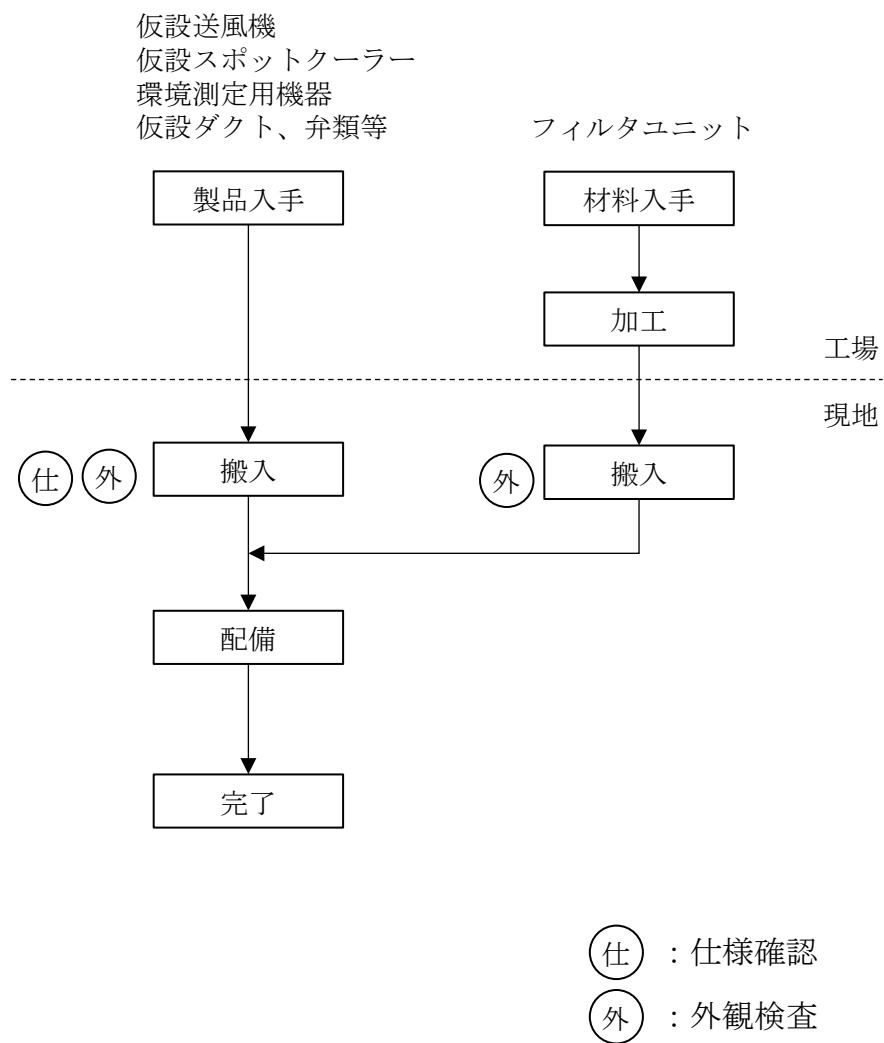 仮設送風機
仮設スポットクーラー
環境測定用機器
仮設ダクト、弁類等
フィルタユニット
製品入手
材料入手
加工
工場
現地
仕 外 搬入
外 搬入
配備
完了
仕 : 仕様確認
外 : 外観検査